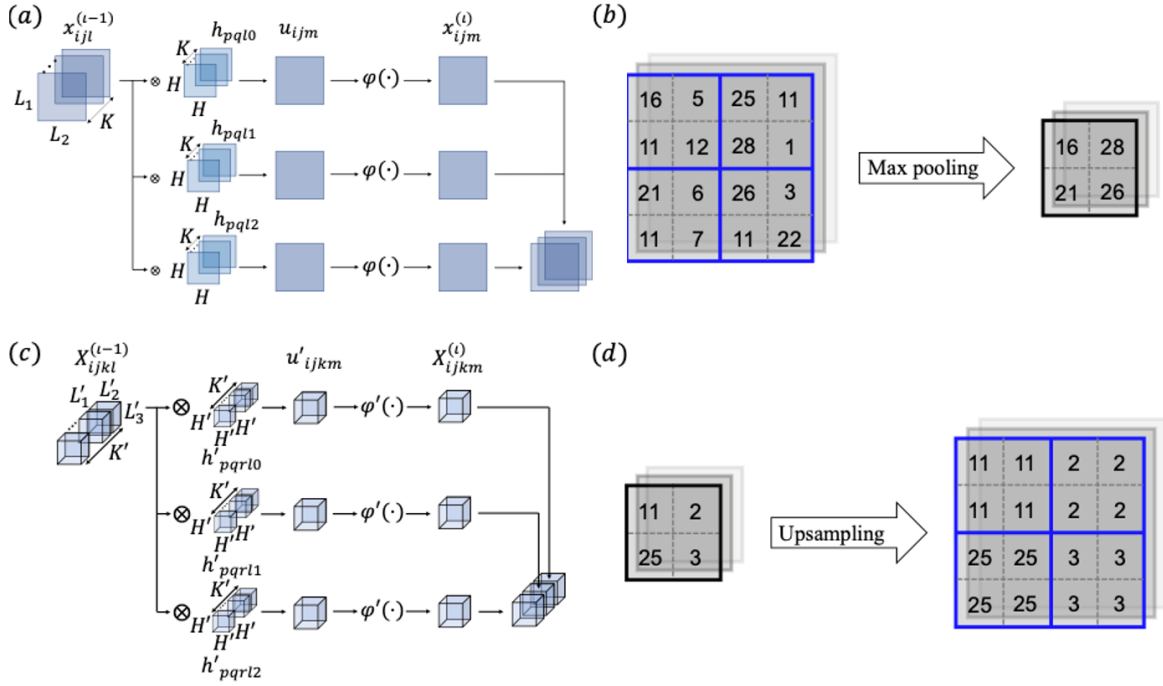 (a)
x_{ijl}^{(ι−1)}
h_{pql0}
u_{ijm}
x_{ijm}^{(ι)}
K
L_1
⊗ H
φ(·)
K
L_2
H
h_{pql1}
K
⊗ H
φ(·)
H
h_{pql2}
K
⊗ H
φ(·)
H
(b)
16 5 25 11
11 12 28 1
21 6 26 3
11 7 11 22
Max pooling
16 28
21 26
(c)
X_{ijkl}^{(ι−1)}
u'_{ijkm}
X_{ijkm}^{(ι)}
L'_1 L'_2
L'_3
K'
K'
⊗ H'
H'H'
φ'(·)
h'_{pqrl0}
K'
⊗ H'
H'H'
φ'(·)
h'_{pqrl1}
K'
⊗ H'
H'H'
φ'(·)
h'_{pqrl2}
(d)
11 2
25 3
Upsampling
11 11 2 2
11 11 2 2
25 25 3 3
25 25 3 3